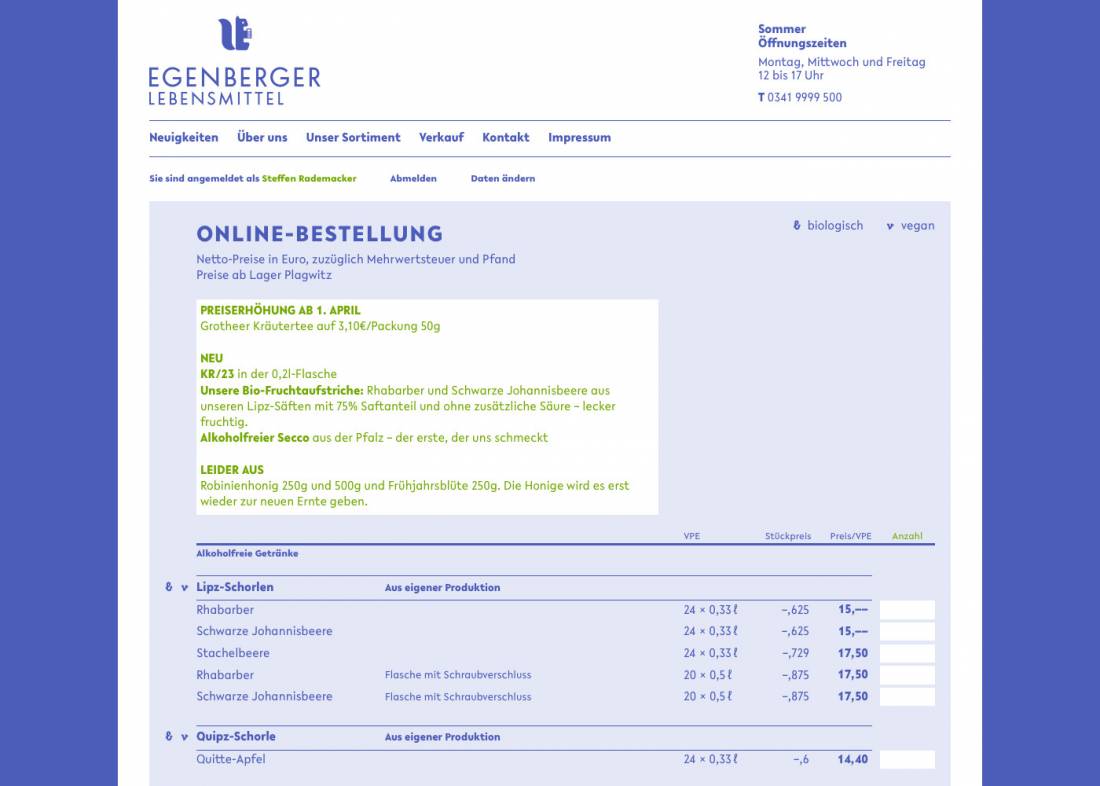 EGENBERGER
LEBENSMITTEL
Sommer
Öffnungszeiten
Montag, Mittwoch und Freitag
12 bis 17 Uhr
T 0341 9999 500
Neuigkeiten Über uns Unser Sortiment Verkauf Kontakt Impressum
Sie sind angemeldet als Steffen Rademacker Abmelden Daten ändern
ONLINE-BESTELLUNG
b biologisch v vegan
Netto-Preise in Euro, zuzüglich Mehrwertsteuer und Pfand
Preise ab Lager Plagwitz
PREISERHÖHUNG AB 1. APRIL
Grotheer Kräutertee auf 3,10€/Packung 50g
NEU
KR/23 in der 0,2l-Flasche
Unsere Bio-Fruchtaufstriche: Rhabarber und Schwarze Johannisbeere aus
unseren Lipz-Säften mit 75% Saftanteil und ohne zusätzliche Säure – lecker
fruchtig.
Alkoholfreier Secco aus der Pfalz – der erste, der uns schmeckt
LEIDER AUS
Robinienhonig 250g und 500g und Frühjahrsblüte 250g. Die Honige wird es erst
wieder zur neuen Ernte geben.
VPE Stückpreis Preis/VPE Anzahl
Alkoholfreie Getränke
b v Lipz-Schorlen Aus eigener Produktion
Rhabarber 24 × 0,33 ℓ –,625 15,––
Schwarze Johannisbeere 24 × 0,33 ℓ –,625 15,––
Stachelbeere 24 × 0,33 ℓ –,729 17,50
Rhabarber Flasche mit Schraubverschluss 20 × 0,5 ℓ –,875 17,50
Schwarze Johannisbeere Flasche mit Schraubverschluss 20 × 0,5 ℓ –,875 17,50
b v Quipz-Schorle Aus eigener Produktion
Quitte-Apfel 24 × 0,33 ℓ –,6 14,40